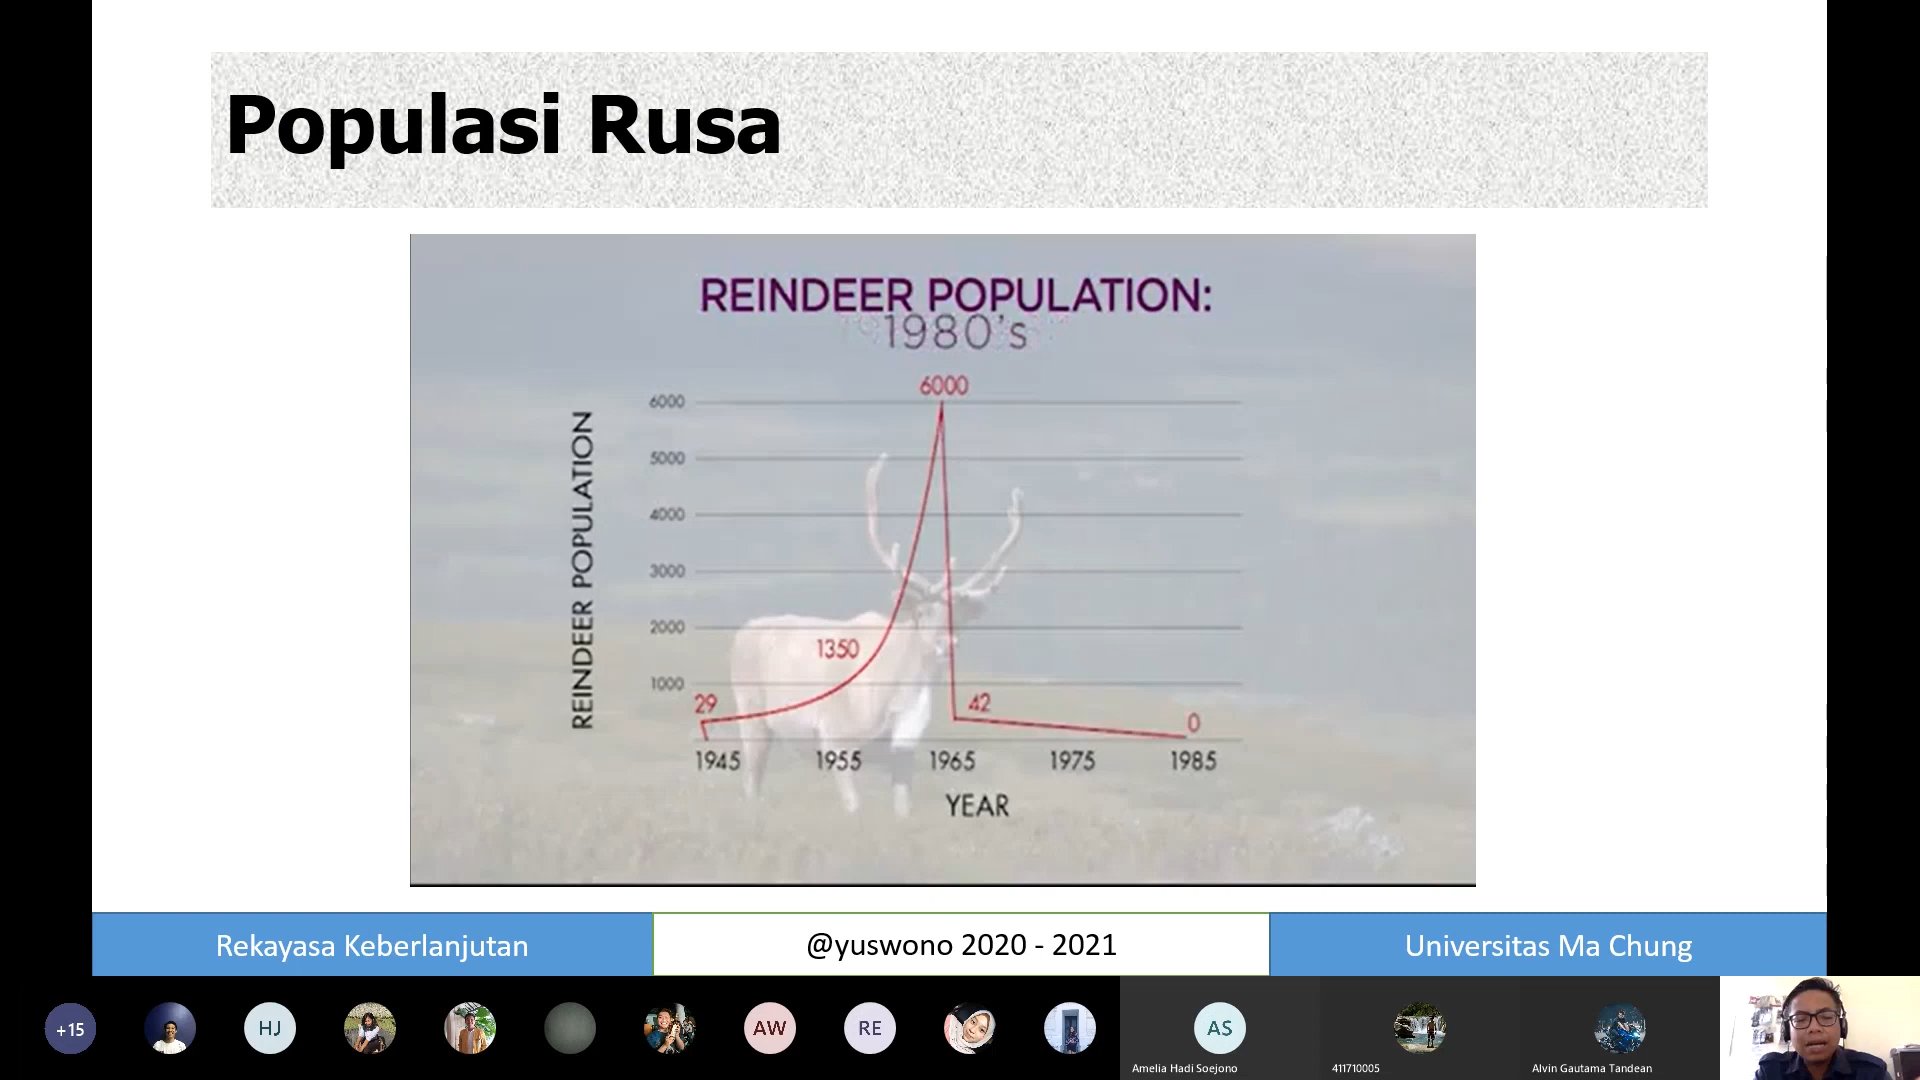 Populasi Rusa
REINDEER POPULATION:
1980's
REINDEER POPULATION
6000
6000
5000
4000
3000
2000
1350
1000
29
42
0
1945 1955 1965 1975 1985
YEAR
Rekayasa Keberlanjutan
@yuswono 2020 - 2021
Universitas Ma Chung
+15
HJ
AW
RE
AS
Amelia Hadi Soejono
411710005
Alvin Gautama Tandean